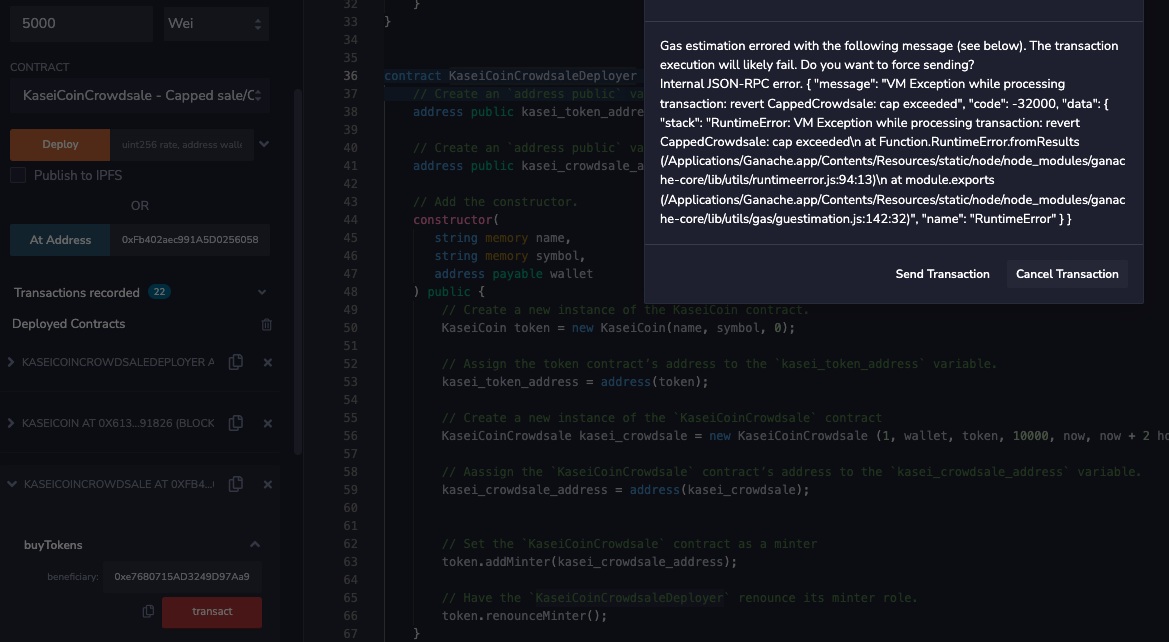 5000
Wei
CONTRACT
KaseiCoinCrowdsale - Capped sale/C
Deploy
uint256 rate, address walle
Publish to IPFS
OR
At Address
0xFb402aec991A5D0256058
Transactions recorded 22
Deployed Contracts
KASEICOINCROWDSALEDEPLOYER A
KASEICOIN AT 0X613...91826 (BLOCK
KASEICOINCROWDSALE AT 0XFB4...
buyTokens
beneficiary:
0xe7680715AD3249D97Aa9
transact
32 }
33 }
34
35
36 contract KaseiCoinCrowdsaleDeployer
37 // Create an `address public` va
38 address public kasei_token_addre
39
40 // Create an `address public` va
41 address public kasei_crowdsale_a
42
43 // Add the constructor.
44 constructor(
45 string memory name,
46 string memory symbol,
47 address payable wallet
48 ) public {
49 // Create a new instance of the KaseiCoin contract.
50 KaseiCoin token = new KaseiCoin(name, symbol, 0);
51
52 // Assign the token contract's address to the `kasei_token_address` variable.
53 kasei_token_address = address(token);
54
55 // Create a new instance of the `KaseiCoinCrowdsale` contract
56 KaseiCoinCrowdsale kasei_crowdsale = new KaseiCoinCrowdsale (1, wallet, token, 10000, now, now + 2 ho
57
58 // Aassign the `KaseiCoinCrowdsale` contract's address to the `kasei_crowdsale_address` variable.
59 kasei_crowdsale_address = address(kasei_crowdsale);
60
61
62 // Set the `KaseiCoinCrowdsale` contract as a minter
63 token.addMinter(kasei_crowdsale_address);
64
65 // Have the `KaseiCoinCrowdsaleDeployer` renounce its minter role.
66 token.renounceMinter();
67 }
Gas estimation errored with the following message (see below). The transaction
execution will likely fail. Do you want to force sending?
Internal JSON-RPC error. { "message": "VM Exception while processing
transaction: revert CappedCrowdsale: cap exceeded", "code": -32000, "data": {
"stack": "RuntimeError: VM Exception while processing transaction: revert
CappedCrowdsale: cap exceeded\n at Function.RuntimeError.fromResults
(/Applications/Ganache.app/Contents/Resources/static/node/node_modules/ganac
he-core/lib/utils/runtimeerror.js:94:13)\n at module.exports
(/Applications/Ganache.app/Contents/Resources/static/node/node_modules/ganac
he-core/lib/utils/gas/guestimation.js:142:32)", "name": "RuntimeError" } }
Send Transaction
Cancel Transaction